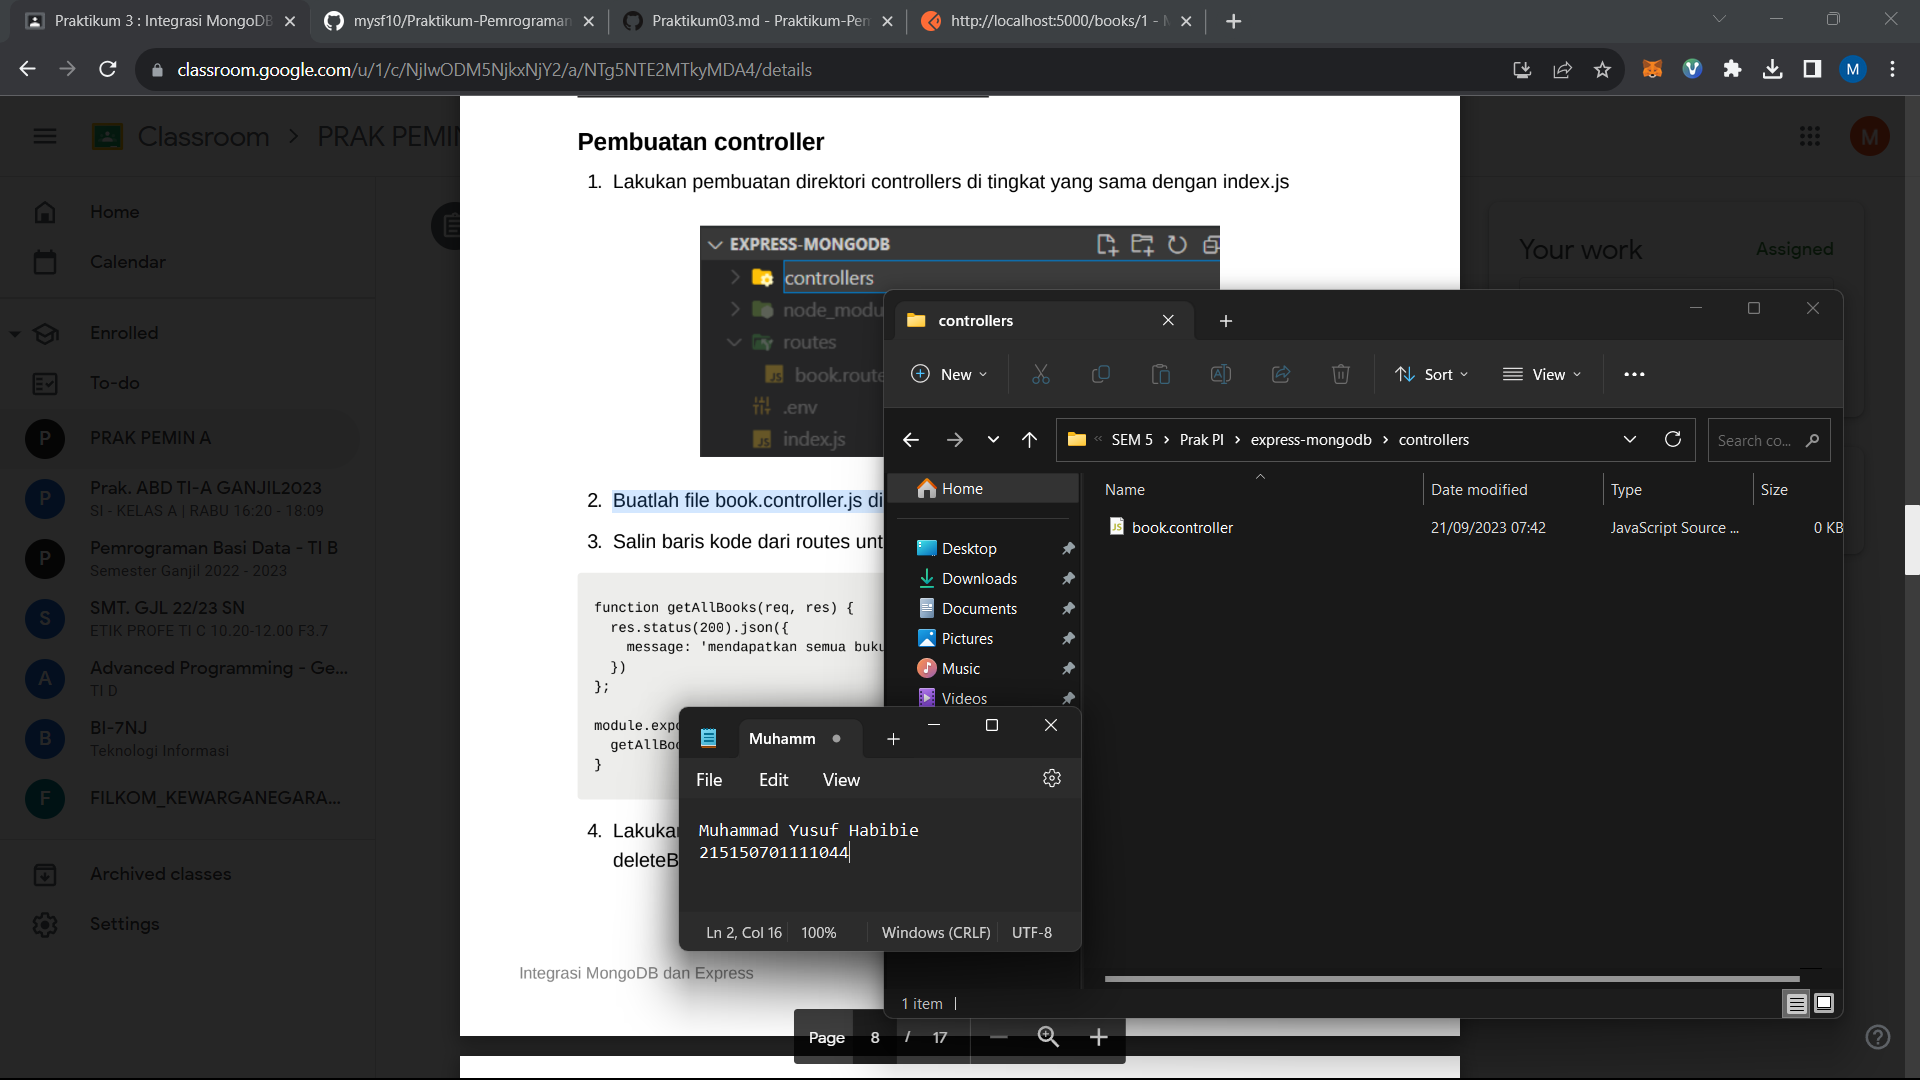 Praktikum 3 : Integrasi MongoDB
mysf10/Praktikum-Pemrograman
Praktikum03.md - Praktikum-Pem
http://localhost:5000/books/1 -
classroom.google.com/u/1/c/NjIwODM5NjkxNjY2/a/NTg5NTE2MTkyMDA4/details
M
Classroom > PRAK PEMIN
M
Home
Calendar
Enrolled
To-do
P PRAK PEMIN A
P Prak. ABD TI-A GANJIL2023
SI - KELAS A | RABU 16:20 - 18:09
P Pemrograman Basi Data - TI B
Semester Ganjil 2022 - 2023
S SMT. GJL 22/23 SN
ETIK PROFE TI C 10.20-12.00 F3.7
A Advanced Programming - Ge...
TI D
B BI-7NJ
Teknologi Informasi
F FILKOM_KEWARGANEGARA...
Archived classes
Settings
Your work Assigned
Pembuatan controller
1. Lakukan pembuatan direktori controllers di tingkat yang sama dengan index.js
EXPRESS-MONGODB
controllers
node_modu
routes
JS book.route
.env
JS index.js
2. Buatlah file book.controller.js di
3. Salin baris kode dari routes unt
function getAllBooks(req, res) {
res.status(200).json({
message: 'mendapatkan semua buku
})
};
module.expo
getAllBoo
}
4. Lakukan
deleteB
Integrasi MongoDB dan Express
Page 8 / 17
controllers
New
Sort
View
SEM 5 > Prak PI > express-mongodb > controllers
Search co...
Home
Desktop
Downloads
Documents
Pictures
Music
Videos
Name Date modified Type Size
book.controller 21/09/2023 07:42 JavaScript Source ... 0 KB
1 item
Muhamm
File Edit View
Muhammad Yusuf Habibie
215150701111044
Ln 2, Col 16 100% Windows (CRLF) UTF-8